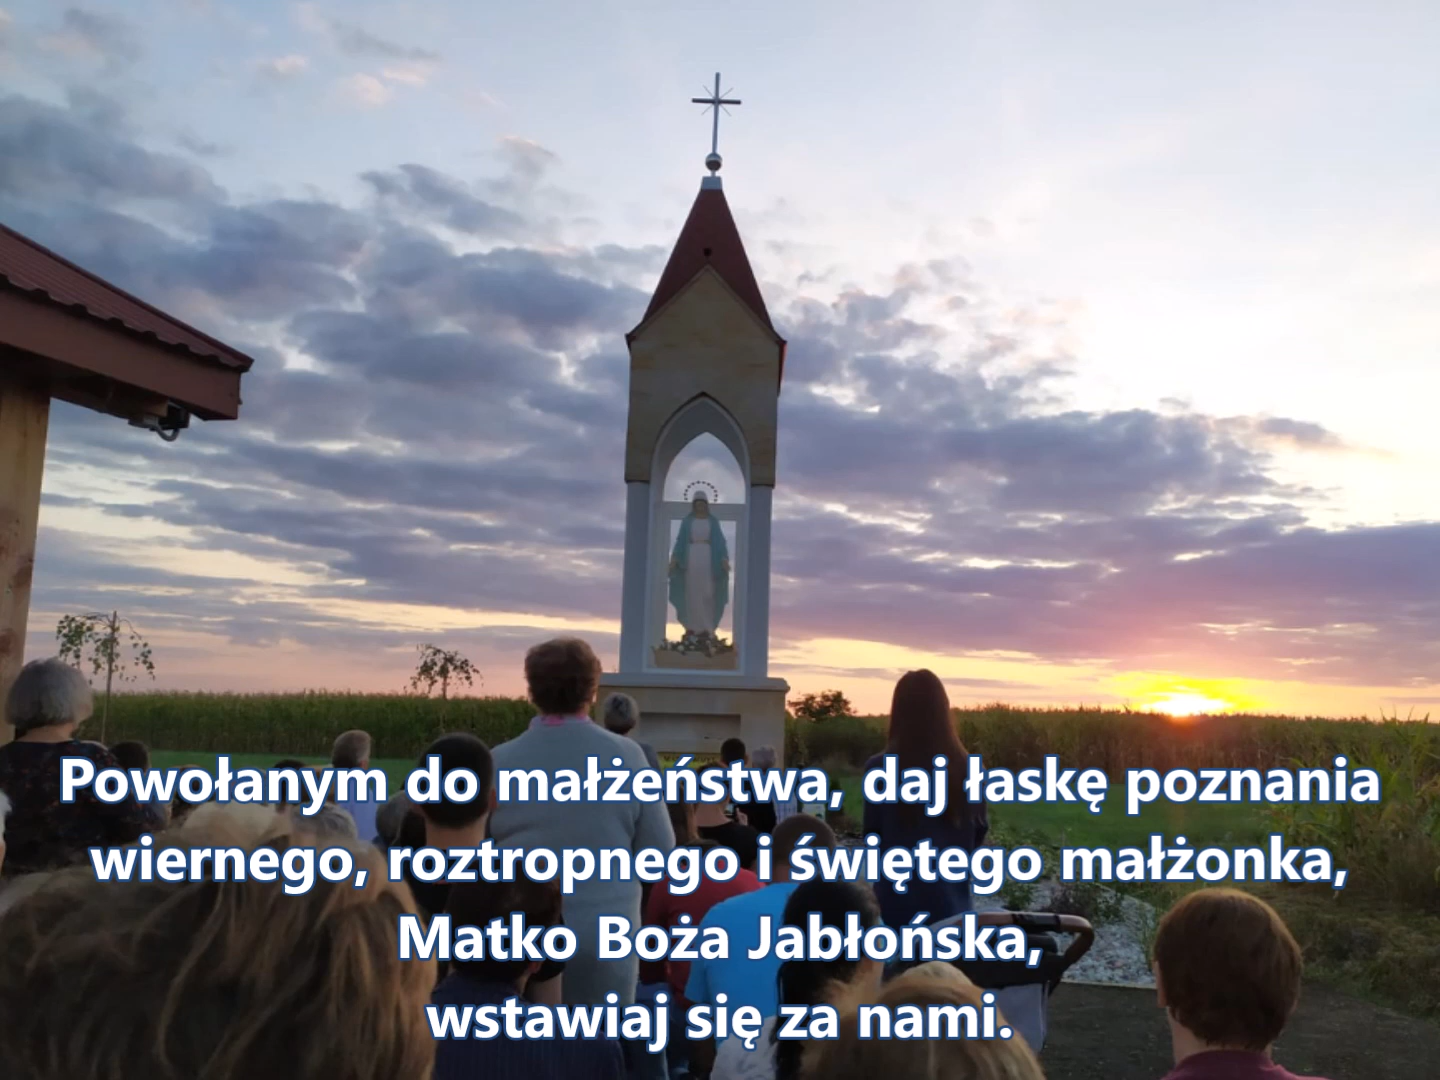 Powołanym do małżeństwa, daj łaskę poznania
wiernego, roztropnego i świętego małżonka,
Matko Boża Jabłońska,
wstawiaj się za nami.